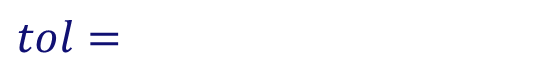 tol =